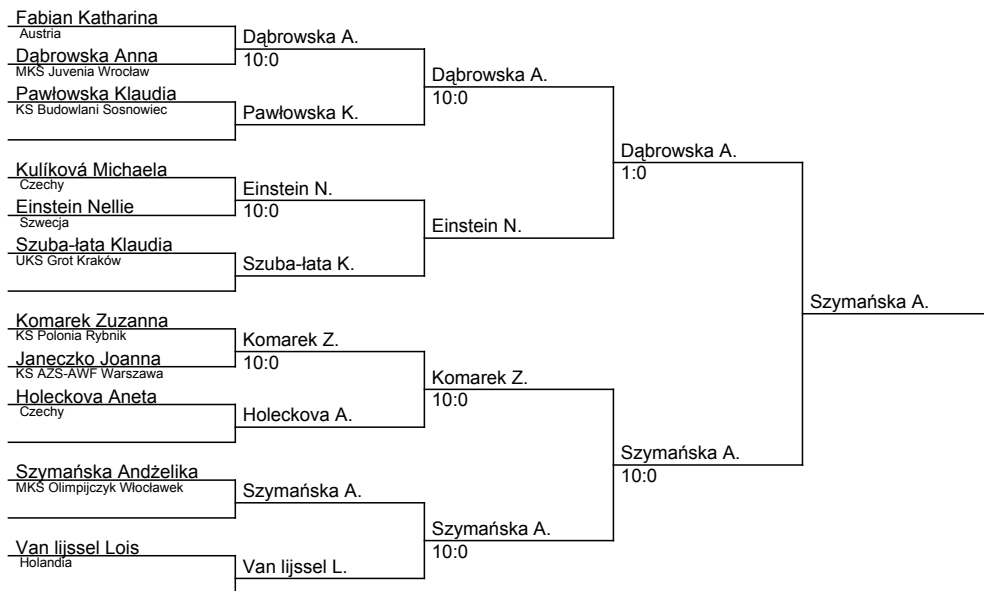 Fabian Katharina
Austria
Dąbrowska Anna
MKS Juvenia Wrocław
Pawłowska Klaudia
KS Budowlani Sosnowiec
Kulíková Michaela
Czechy
Einstein Nellie
Szwecja
Szuba-łata Klaudia
UKS Grot Kraków
Komarek Zuzanna
KS Polonia Rybnik
Janeczko Joanna
KS AZS-AWF Warszawa
Holeckova Aneta
Czechy
Szymańska Andżelika
MKS Olimpijczyk Włocławek
Van lijssel Lois
Holandia
Dąbrowska A.
10:0
Pawłowska K.
Einstein N.
10:0
Szuba-łata K.
Komarek Z.
10:0
Holeckova A.
Szymańska A.
Van lijssel L.
Dąbrowska A.
10:0
Einstein N.
Komarek Z.
10:0
Szymańska A.
10:0
Dąbrowska A.
1:0
Szymańska A.
10:0
Szymańska A.